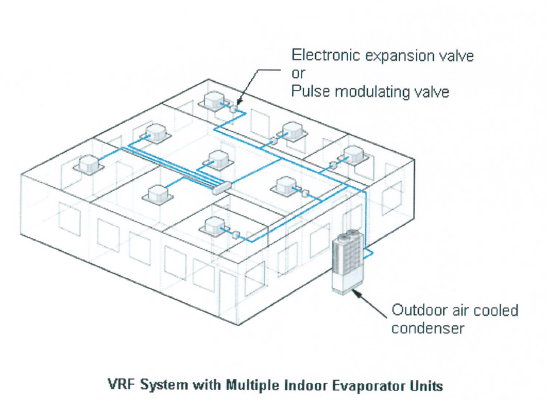 Electronic expansion valve
or
Pulse modulating valve
Outdoor air cooled
condenser
VRF System with Multiple Indoor Evaporator Units